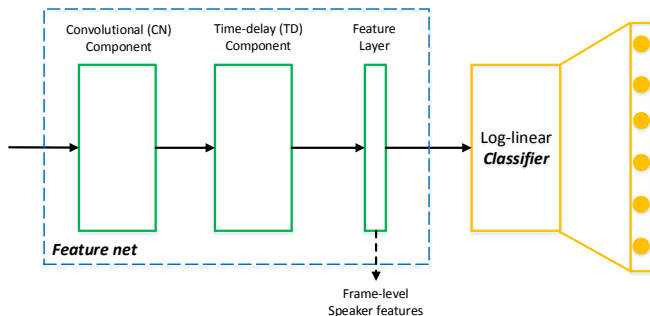 Convolutional (CN)
Component
Time-delay (TD)
Component
Feature
Layer
Log-linear
Classifier
Feature net
Frame-level
Speaker features